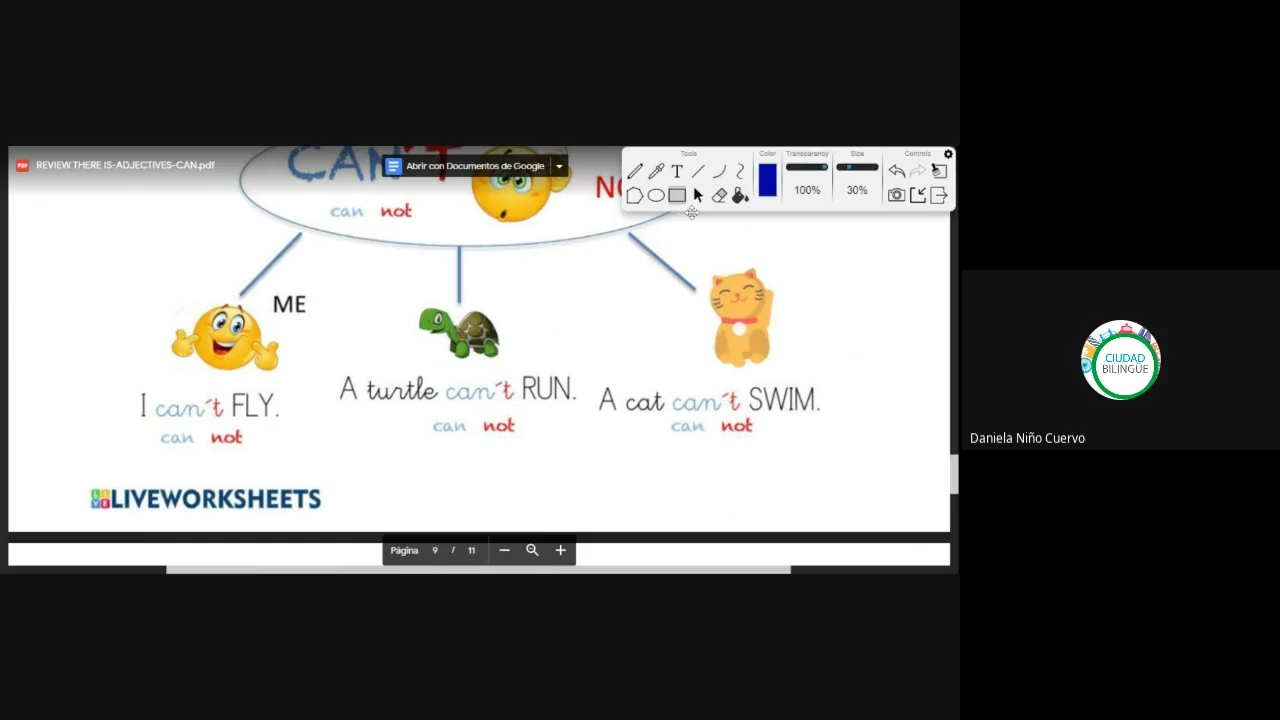 REVIEW THERE IS-ADJECTIVES-CAN.pdf
Abrir con Documentos de Google
Tools
Color
Transparency
Size
Controls
100%
30%
CAN'T
can not
NO
ME
I can´t FLY.
can not
A turtle can´t RUN.
can not
A cat can´t SWIM.
can not
LIVEWORKSHEETS
Página 9 / 11
CIUDAD
BILINGÜE
Daniela Niño Cuervo